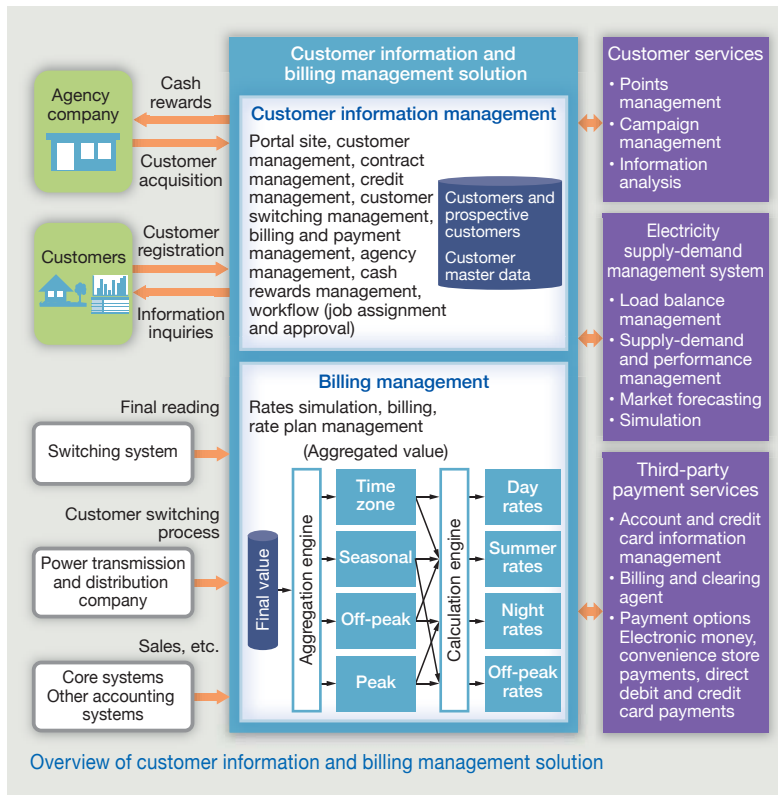 Customer information and
billing management solution
Agency
company
Cash
rewards
Customer
acquisition
Customers
Customer
registration
Information
inquiries
Final reading
Switching system
Customer switching
process
Power transmission
and distribution
company
Sales, etc.
Core systems
Other accounting
systems
Customer information management
Portal site, customer
management, contract
management, credit
management, customer
switching management,
billing and payment
management, agency
management, cash
rewards management,
workflow (job assignment
and approval)
Customers and
prospective
customers
Customer
master data
Billing management
Rates simulation, billing,
rate plan management
(Aggregated value)
Final value
Aggregation engine
Time
zone
Seasonal
Off-peak
Peak
Calculation engine
Day
rates
Summer
rates
Night
rates
Off-peak
rates
Customer services
• Points
management
• Campaign
management
• Information
analysis
Electricity
supply-demand
management system
• Load balance
management
• Supply-demand
and performance
management
• Market forecasting
• Simulation
Third-party
payment services
• Account and credit
card information
management
• Billing and clearing
agent
• Payment options
Electronic money,
convenience store
payments, direct
debit and credit
card payments
Overview of customer information and billing management solution